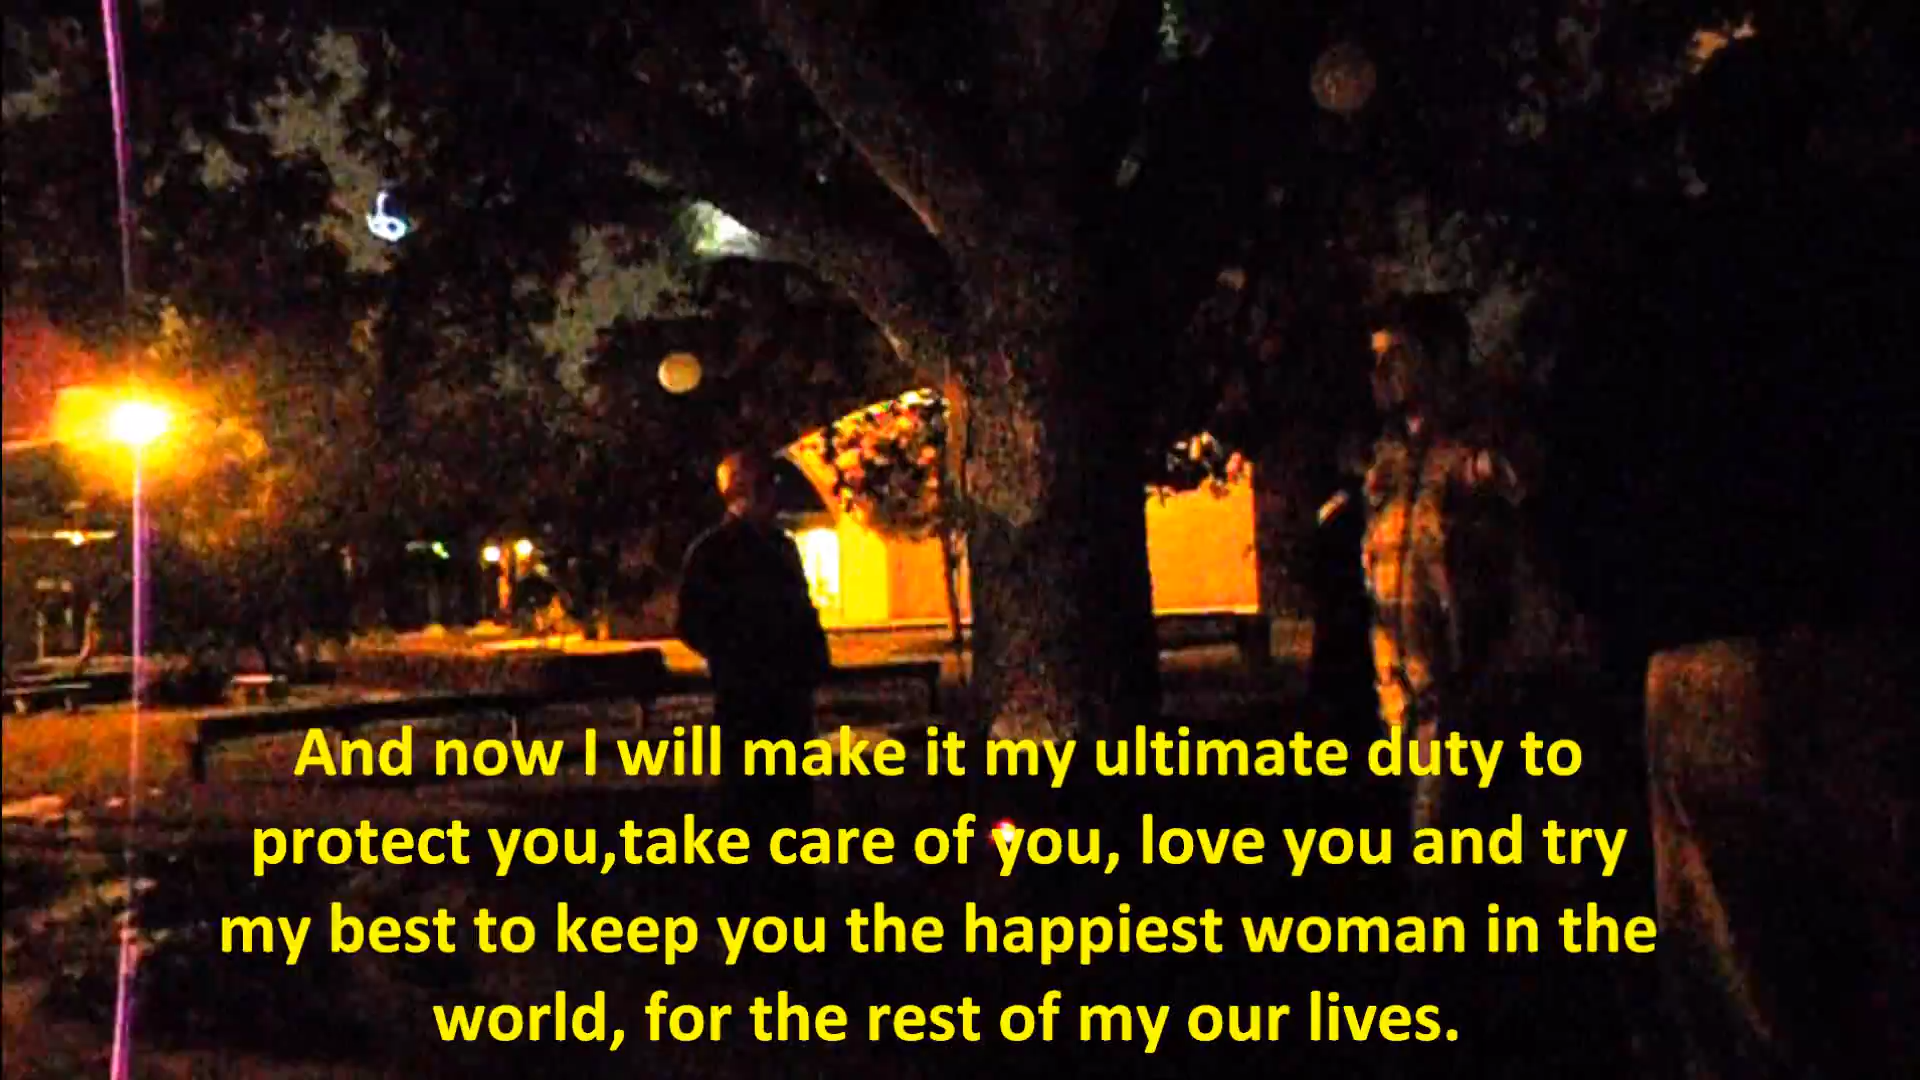 And now I will make it my ultimate duty to
protect you,take care of you, love you and try
my best to keep you the happiest woman in the
world, for the rest of my our lives.